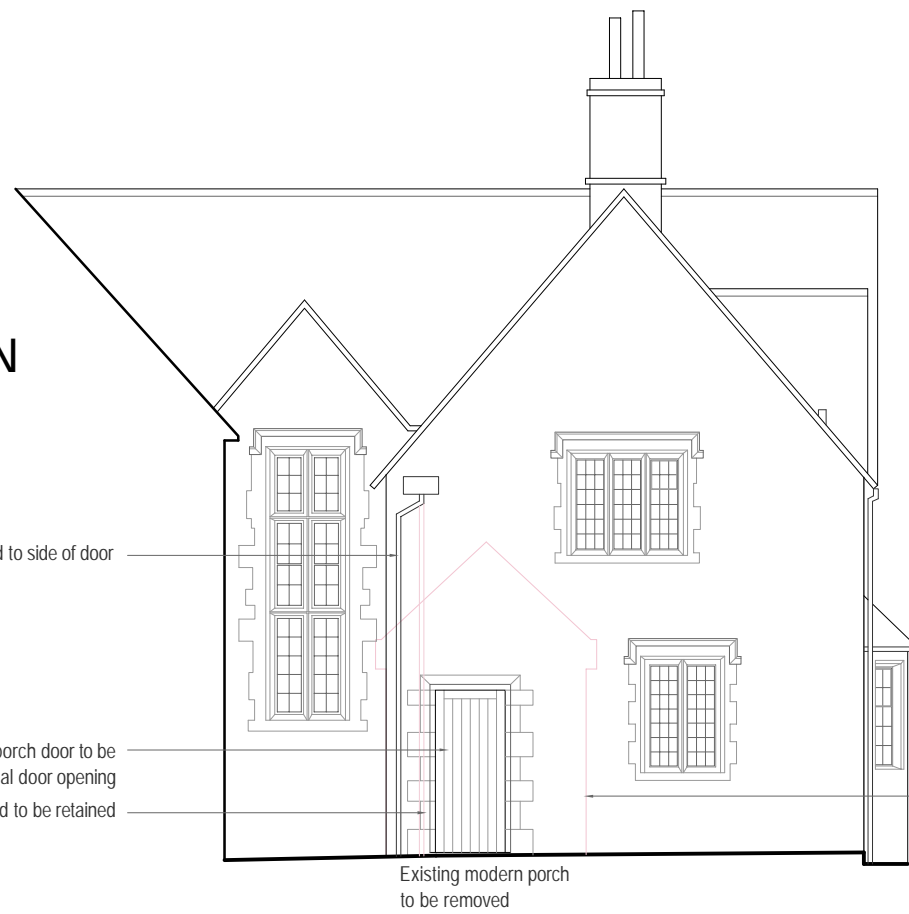 N
d to side of door
porch door to be
al door opening
d to be retained
Existing modern porch
to be removed